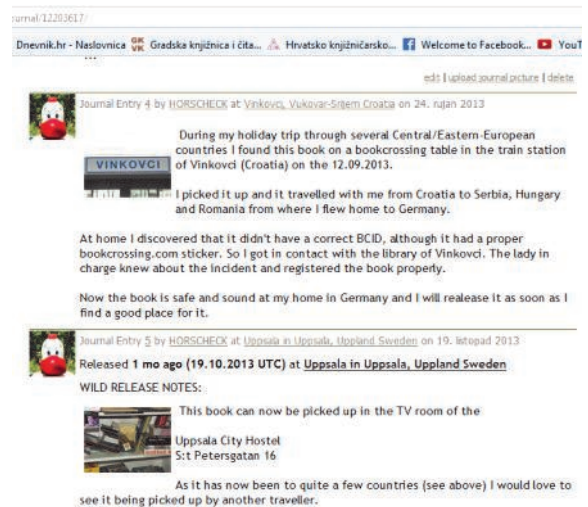 urnal/12203617/
Dnevnik.hr - Naslovnica GK VK Gradska knjižnica i čita... Hrvatsko knjižničarsko... Welcome to Facebook... YouT
...
edit | upload journal picture | delete
Journal Entry 4 by HORSCHECK at Vinkovci, Vukovar-Srijem Croatia on 24. rujan 2013
During my holiday trip through several Central/Eastern-European
countries I found this book on a bookcrossing table in the train station
of Vinkovci (Croatia) on the 12.09.2013.
VINKOVCI
I picked it up and it travelled with me from Croatia to Serbia, Hungary
and Romania from where I flew home to Germany.
At home I discovered that it didn't have a correct BCID, although it had a proper
bookcrossing.com sticker. So I got in contact with the library of Vinkovci. The lady in
charge knew about the incident and registered the book properly.
Now the book is safe and sound at my home in Germany and I will realease it as soon as I
find a good place for it.
Journal Entry 5 by HORSCHECK at Uppsala in Uppsala, Uppland Sweden on 19. listopad 2013
Released 1 mo ago (19.10.2013 UTC) at Uppsala in Uppsala, Uppland Sweden
WILD RELEASE NOTES:
This book can now be picked up in the TV room of the
Uppsala City Hostel
S:t Petersgatan 16
As it has now been to quite a few countries (see above) I would love to
see it being picked up by another traveller.